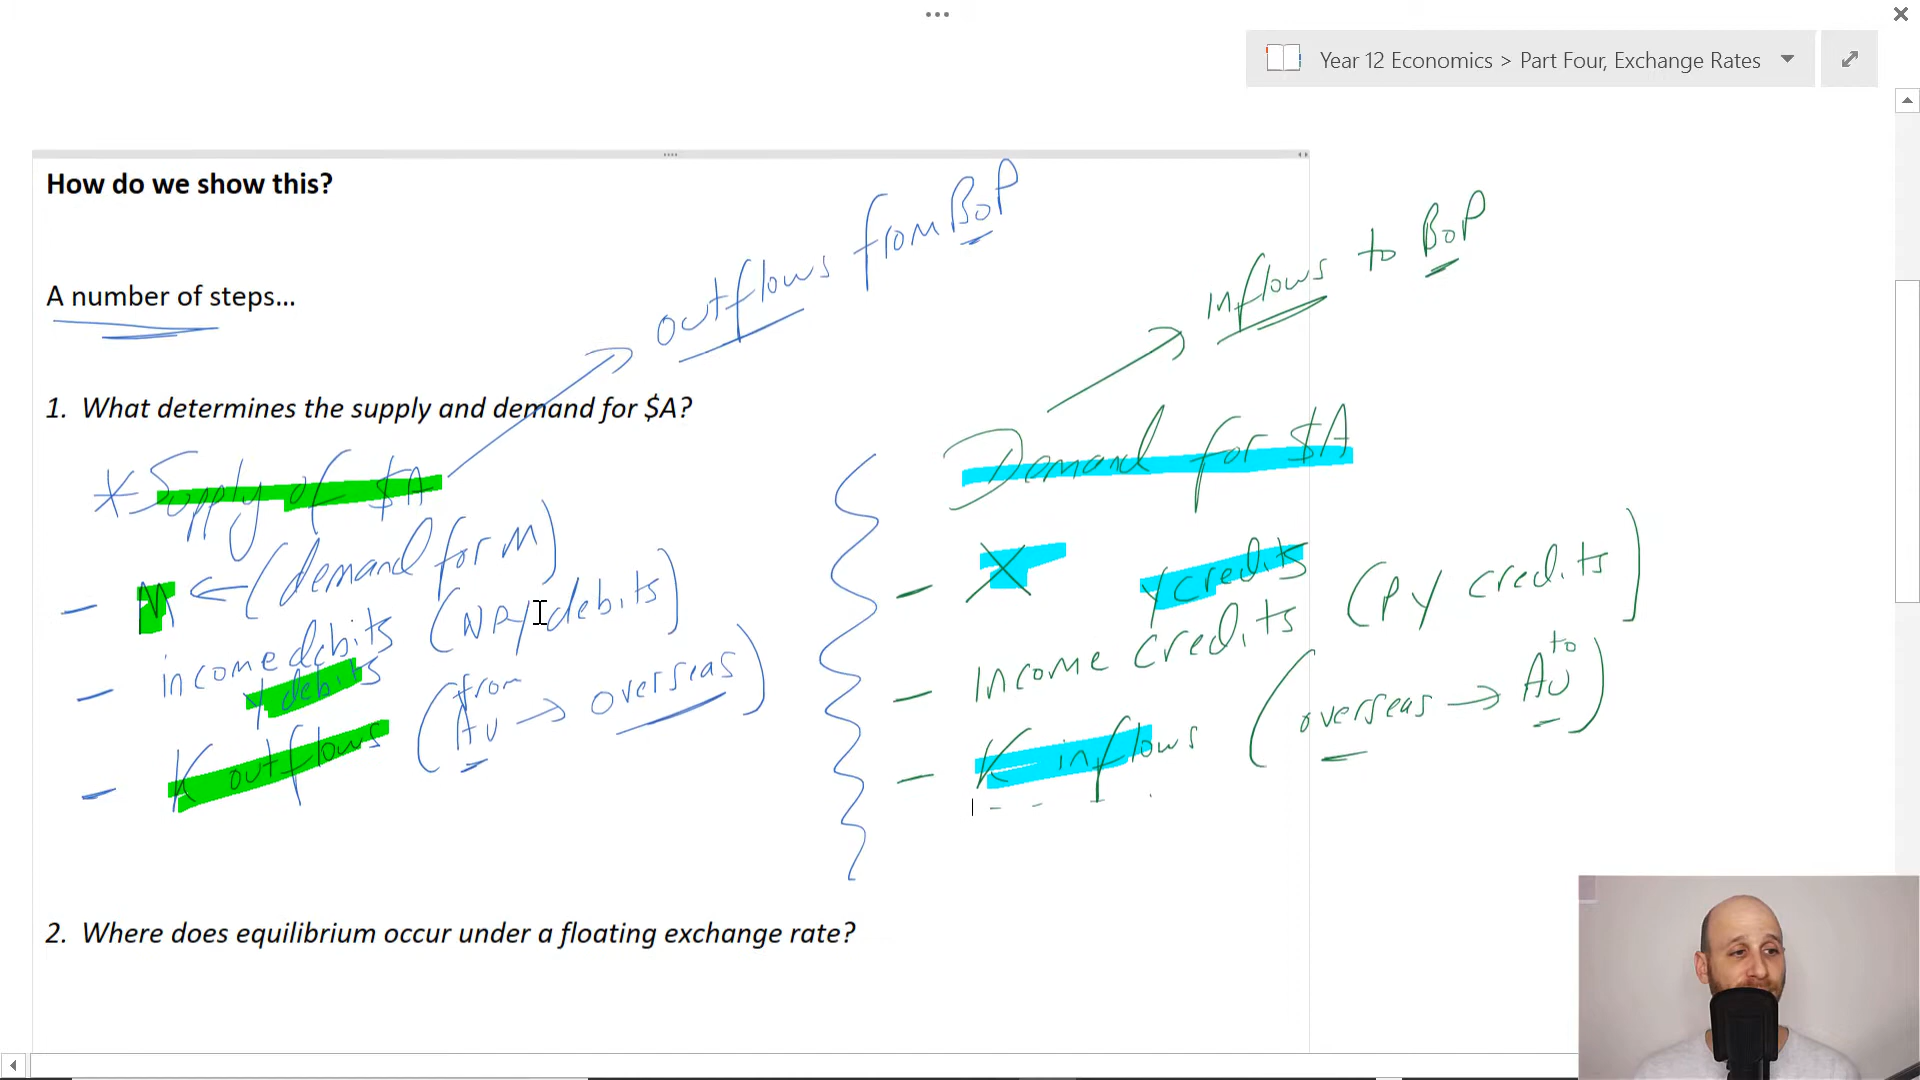 Year 12 Economics > Part Four, Exchange Rates
How do we show this?
A number of steps...
outflows from BoP
inflows to BoP
1. What determines the supply and demand for $A?
* Supply of $A
- M ← (demand for M)
- income debits (NPY debits)
Y debits
- K outflows (from AU → overseas)
Demand for $A
- X
Y credits
- Income credits (PY credits)
- K inflows (overseas → to AU)
2. Where does equilibrium occur under a floating exchange rate?